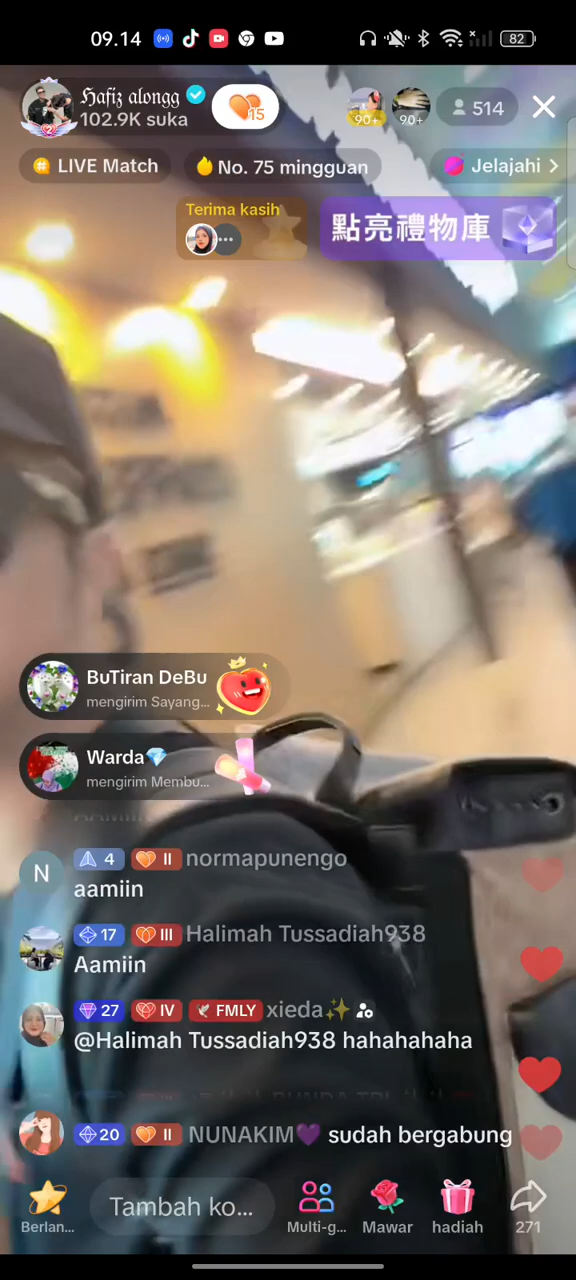 09.14
82
ℌafiz alongg
102.9K suka
15
90+
90+
514
LIVE Match
No. 75 mingguan
Jelajahi
Terima kasih
點亮禮物庫
BuTiran DeBu
mengirim Sayang...
Warda💎
mengirim Membu...
N
4 II normapunengo
aamiin
17 III Halimah Tussadiah938
Aamiin
27 IV FMLY xieda✨
@Halimah Tussadiah938 hahahahaha
20 II NUNAKIM💜 sudah bergabung
Berlan...
Tambah ko...
Multi-g...
Mawar
hadiah
271